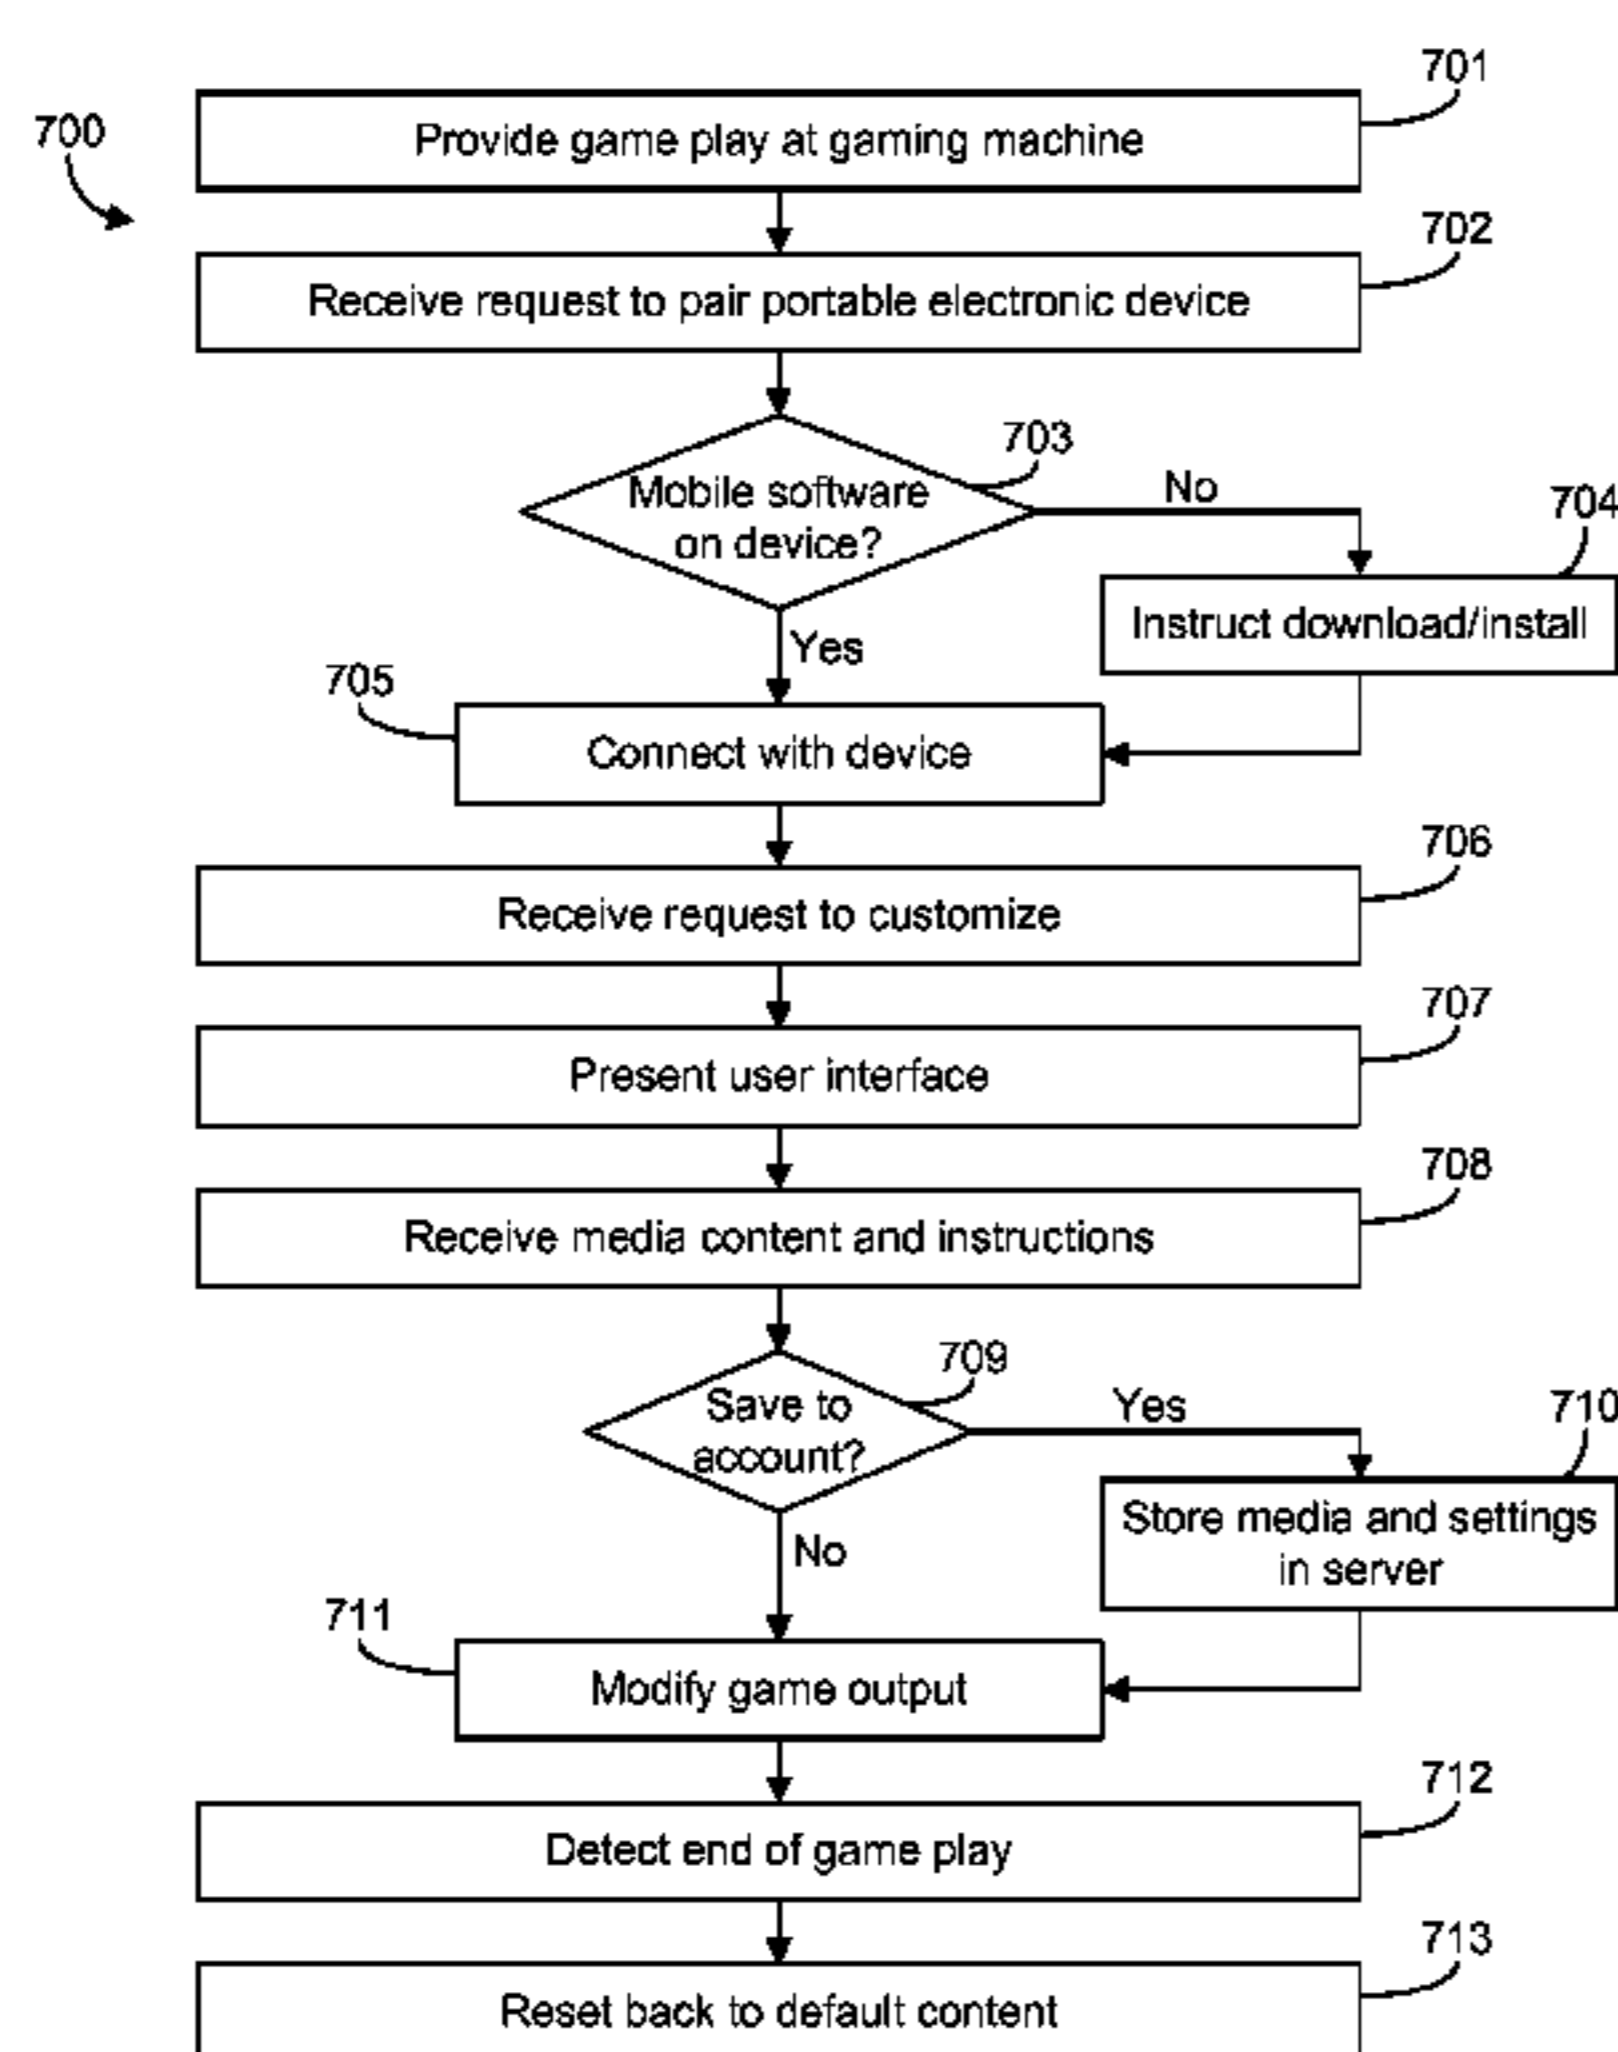 701
700
Provide game play at gaming machine
702
Receive request to pair portable electronic device
703
Mobile software
on device?
No
704
Instruct download/install
Yes
705
Connect with device
706
Receive request to customize
707
Present user interface
708
Receive media content and instructions
709
Save to
account?
Yes
710
Store media and settings
in server
No
711
Modify game output
712
Detect end of game play
713
Reset back to default content